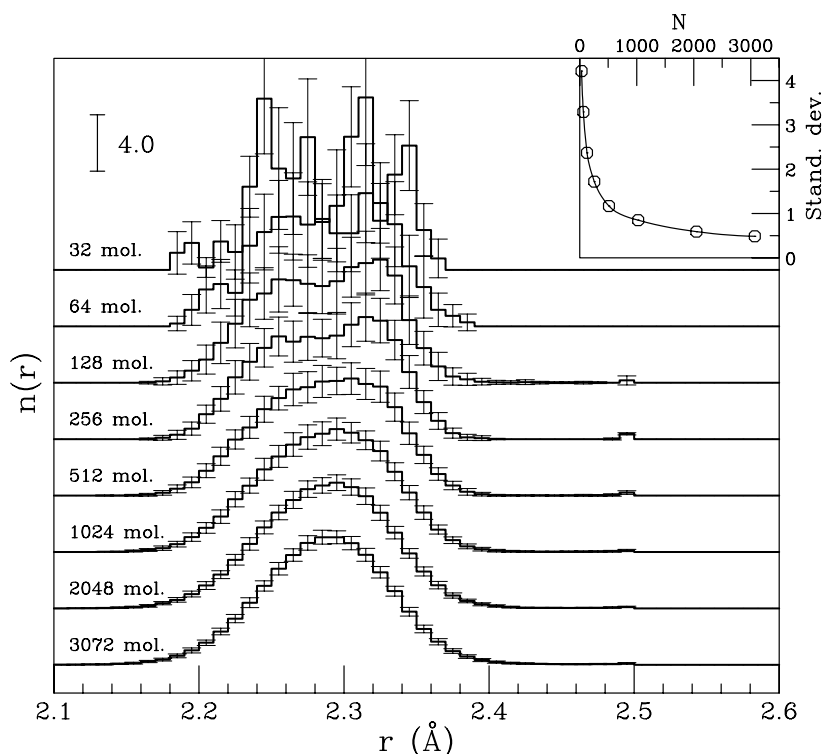 N
0 1000 2000 3000
4
3
2
1
0
Stand. dev.
4.0
32 mol.
64 mol.
128 mol.
256 mol.
512 mol.
1024 mol.
2048 mol.
3072 mol.
n(r)
2.1 2.2 2.3 2.4 2.5 2.6
r (Å)